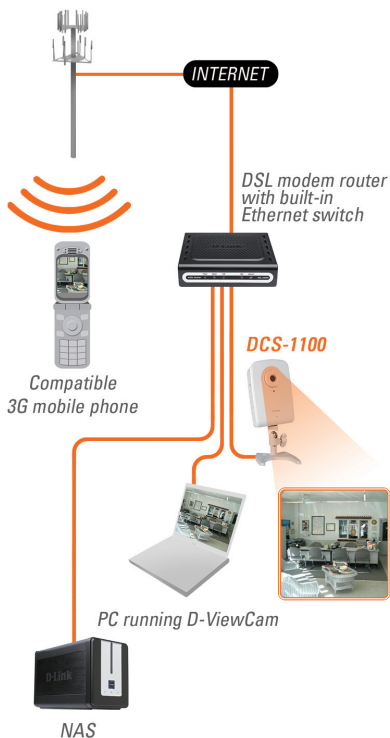 INTERNET
DSL modem router
with built-in
Ethernet switch
D-Link
DCS-1100
Compatible
3G mobile phone
PC running D-ViewCam
D-Link
NAS